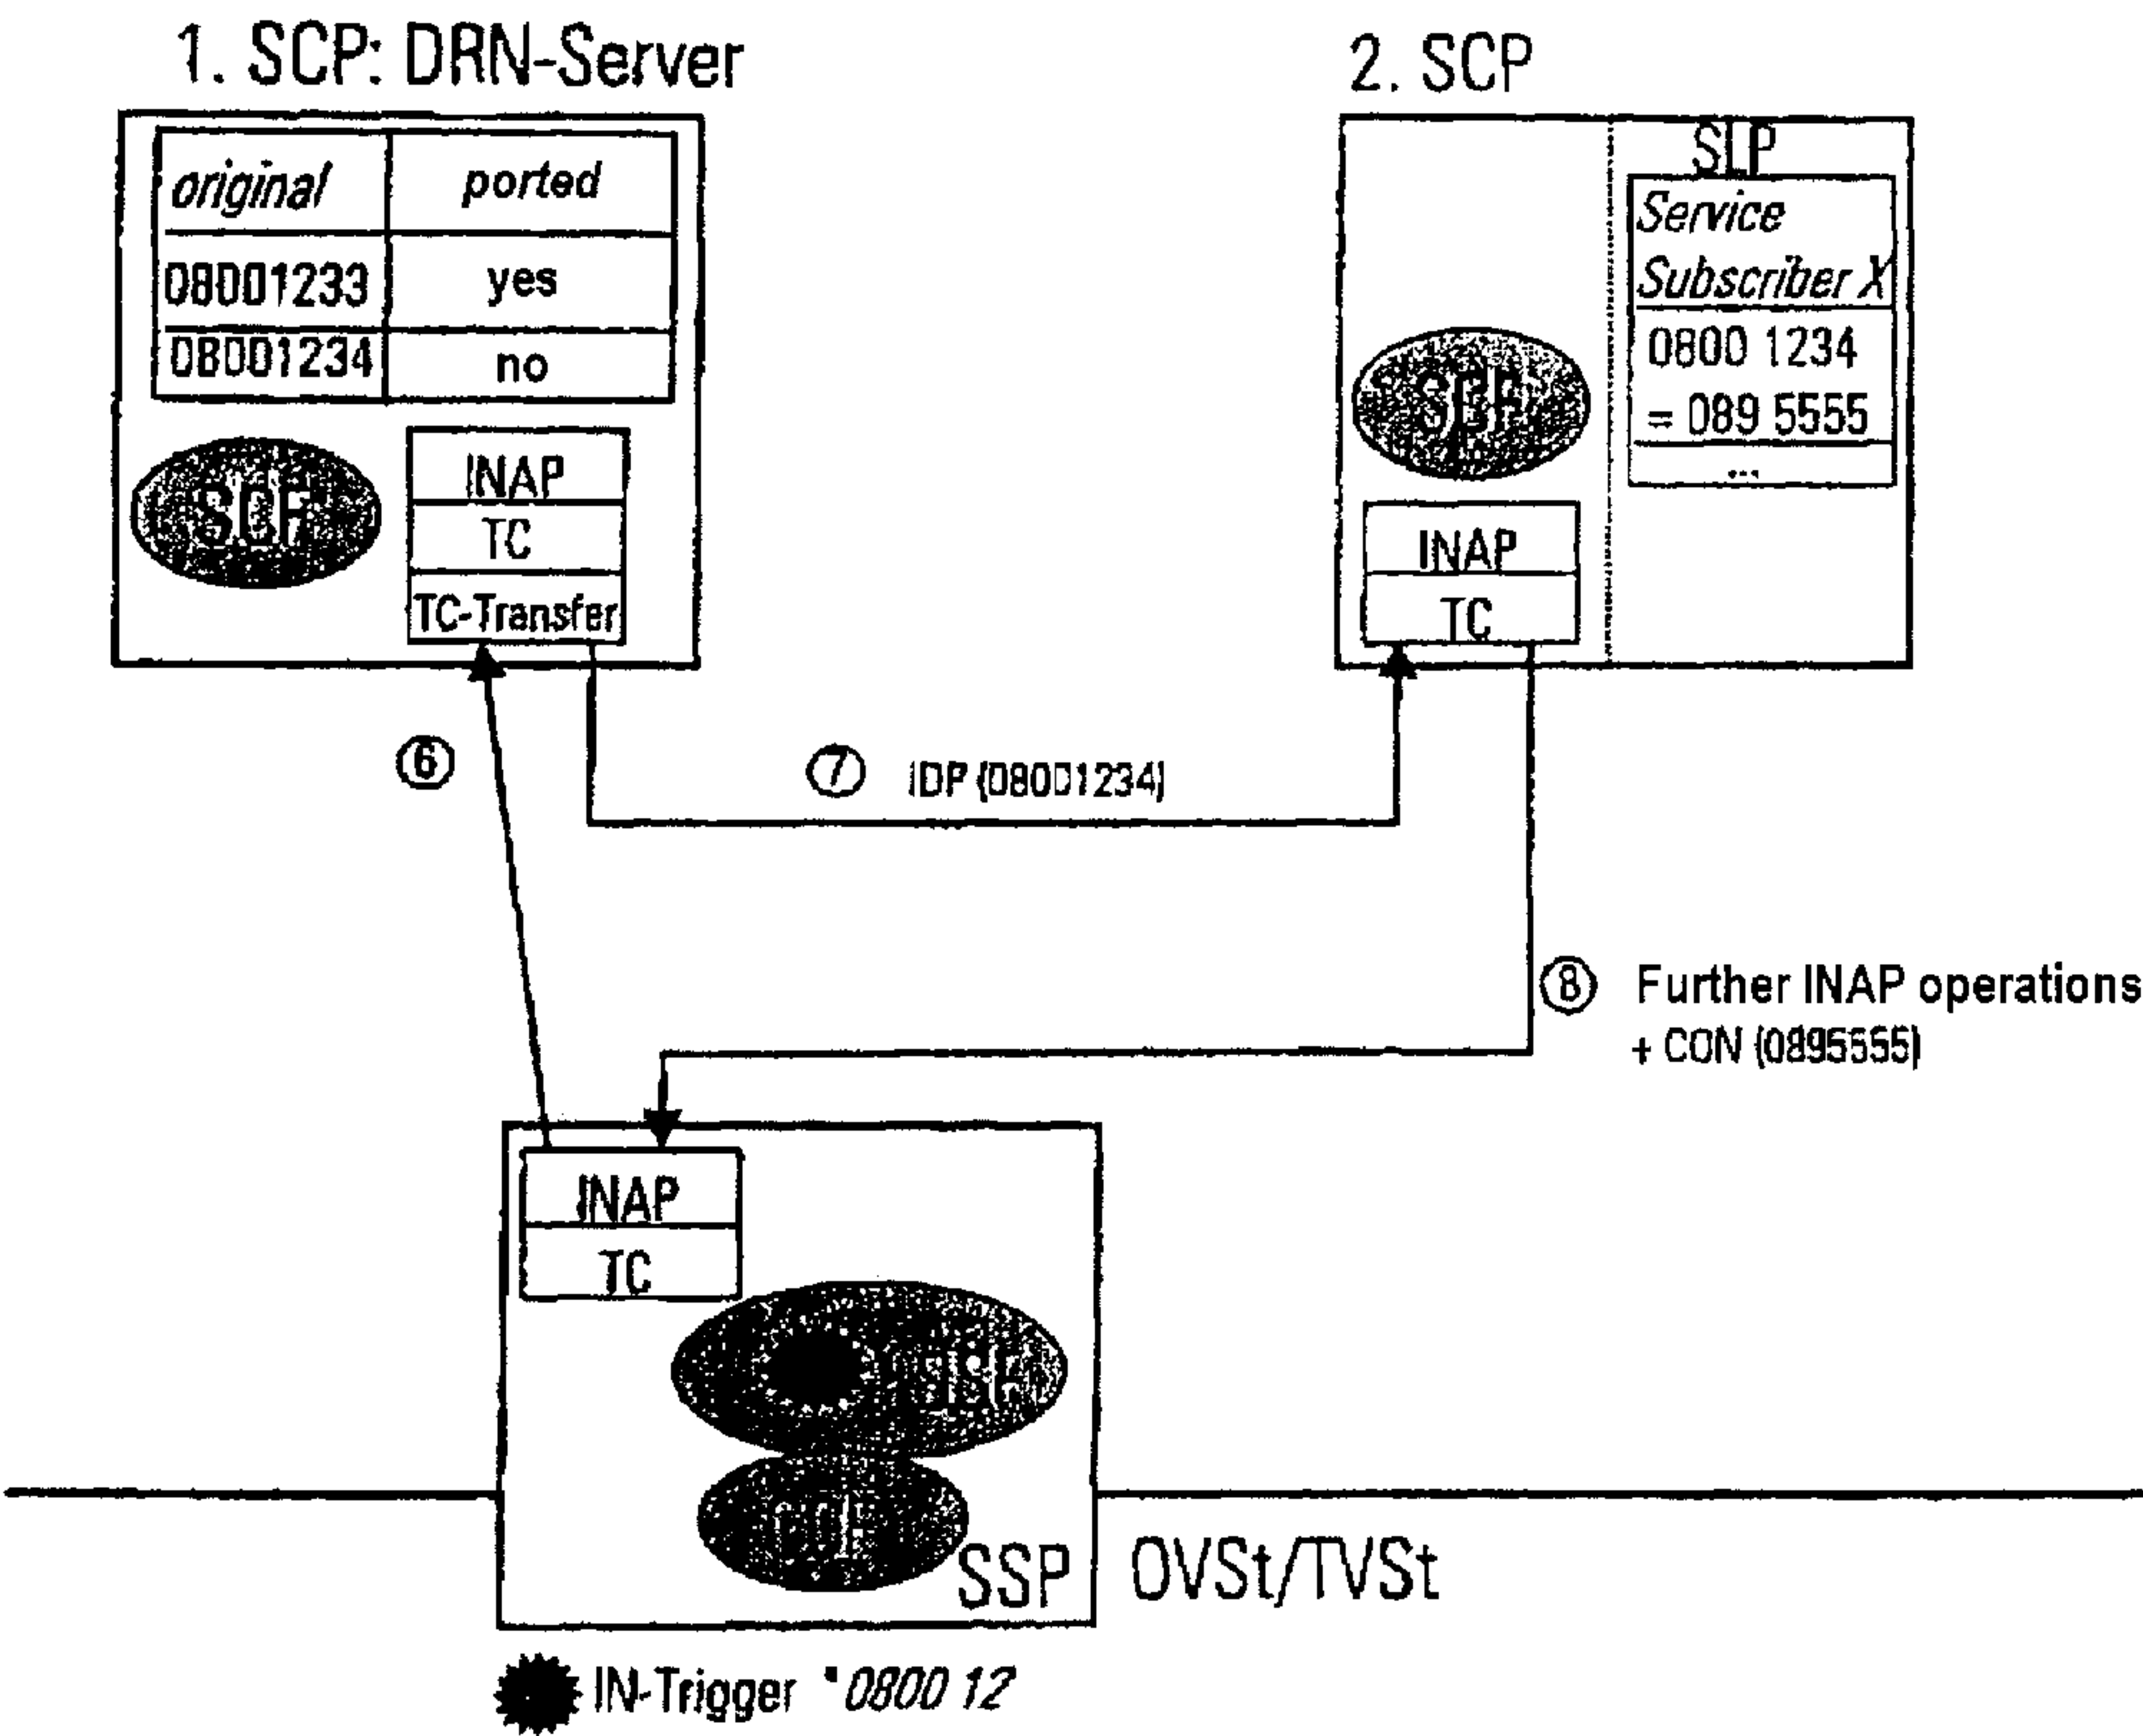 1. SCP: DRN-Server
original ported
08001233 yes
08001234 no
SCF
INAP
TC
TC-Transfer
2. SCP
SLP
Service
Subscriber X
0800 1234
= 089 5555
...
SCF
INAP
TC
6
7 IDP (08001234)
8 Further INAP operations
+ CON (0895555)
INAP
TC
SSP
OVSt/TVSt
IN-Trigger "0800 12